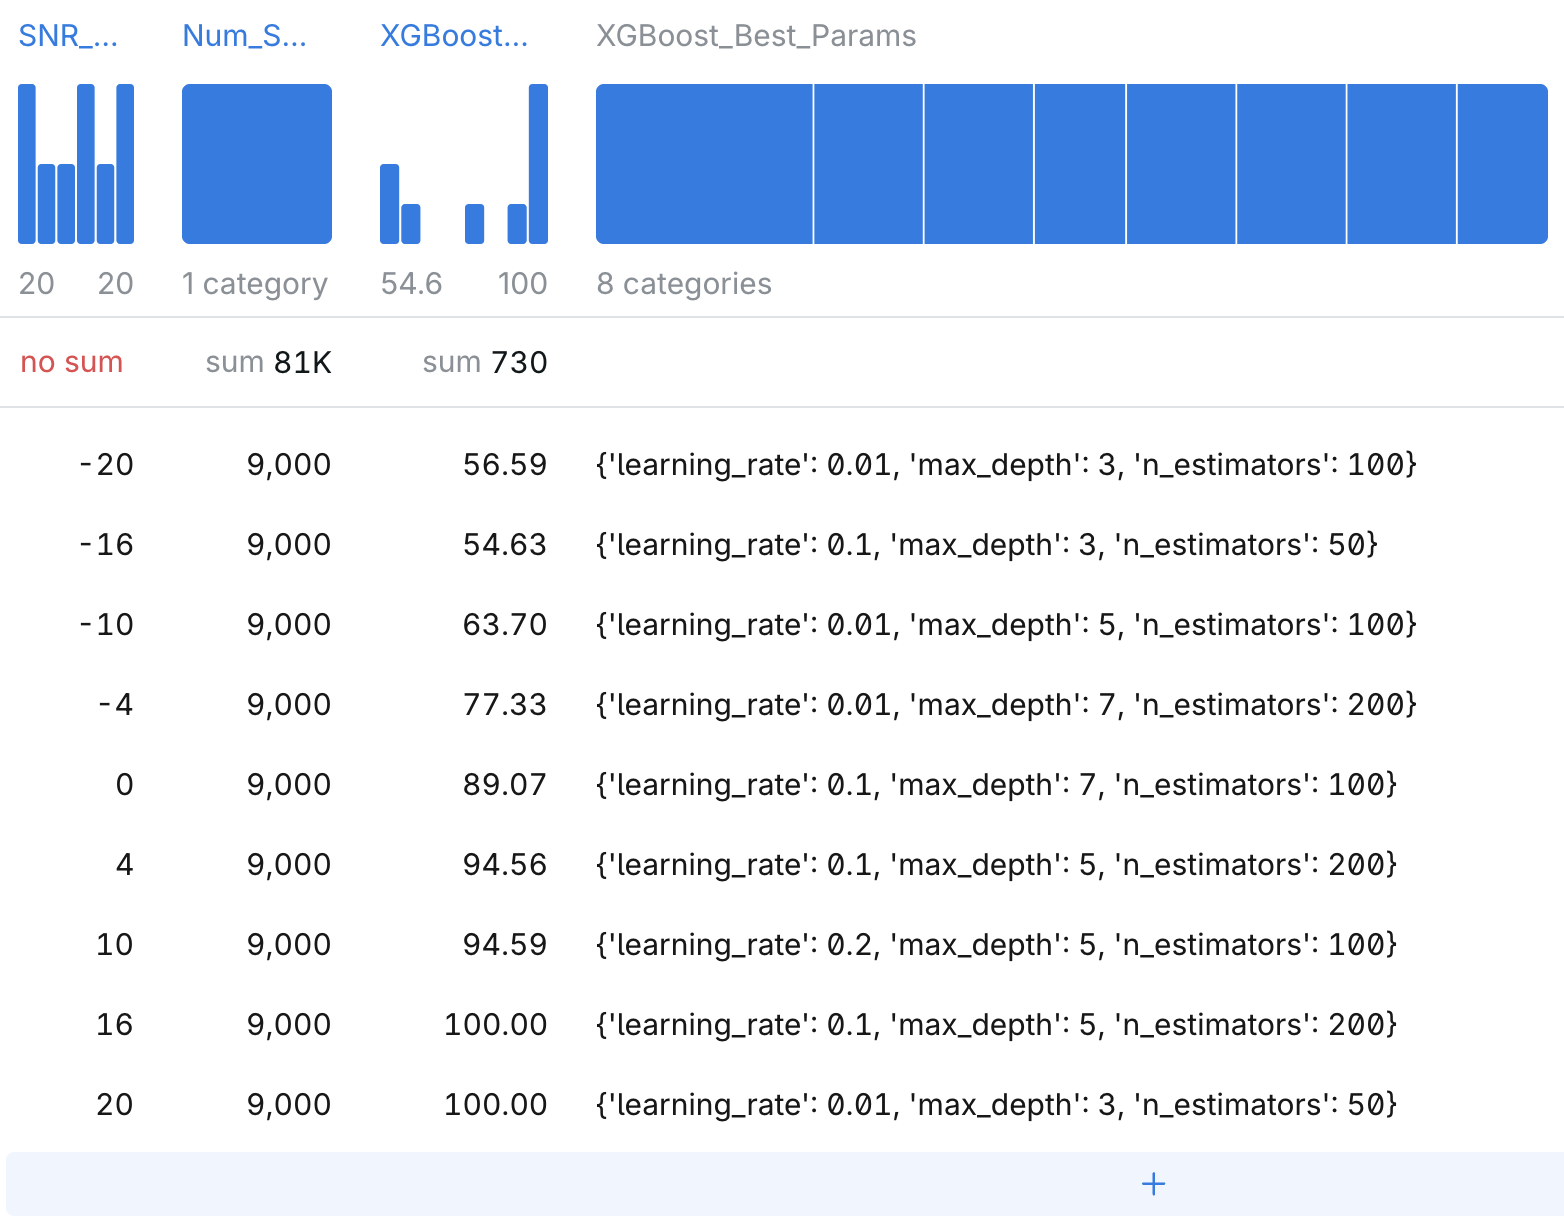 SNR_... Num_S... XGBoost... XGBoost_Best_Params
20 20 1 category 54.6 100 8 categories
no sum sum 81K sum 730
-20 9,000 56.59 {'learning_rate': 0.01, 'max_depth': 3, 'n_estimators': 100}
-16 9,000 54.63 {'learning_rate': 0.1, 'max_depth': 3, 'n_estimators': 50}
-10 9,000 63.70 {'learning_rate': 0.01, 'max_depth': 5, 'n_estimators': 100}
-4 9,000 77.33 {'learning_rate': 0.01, 'max_depth': 7, 'n_estimators': 200}
0 9,000 89.07 {'learning_rate': 0.1, 'max_depth': 7, 'n_estimators': 100}
4 9,000 94.56 {'learning_rate': 0.1, 'max_depth': 5, 'n_estimators': 200}
10 9,000 94.59 {'learning_rate': 0.2, 'max_depth': 5, 'n_estimators': 100}
16 9,000 100.00 {'learning_rate': 0.1, 'max_depth': 5, 'n_estimators': 200}
20 9,000 100.00 {'learning_rate': 0.01, 'max_depth': 3, 'n_estimators': 50}
+